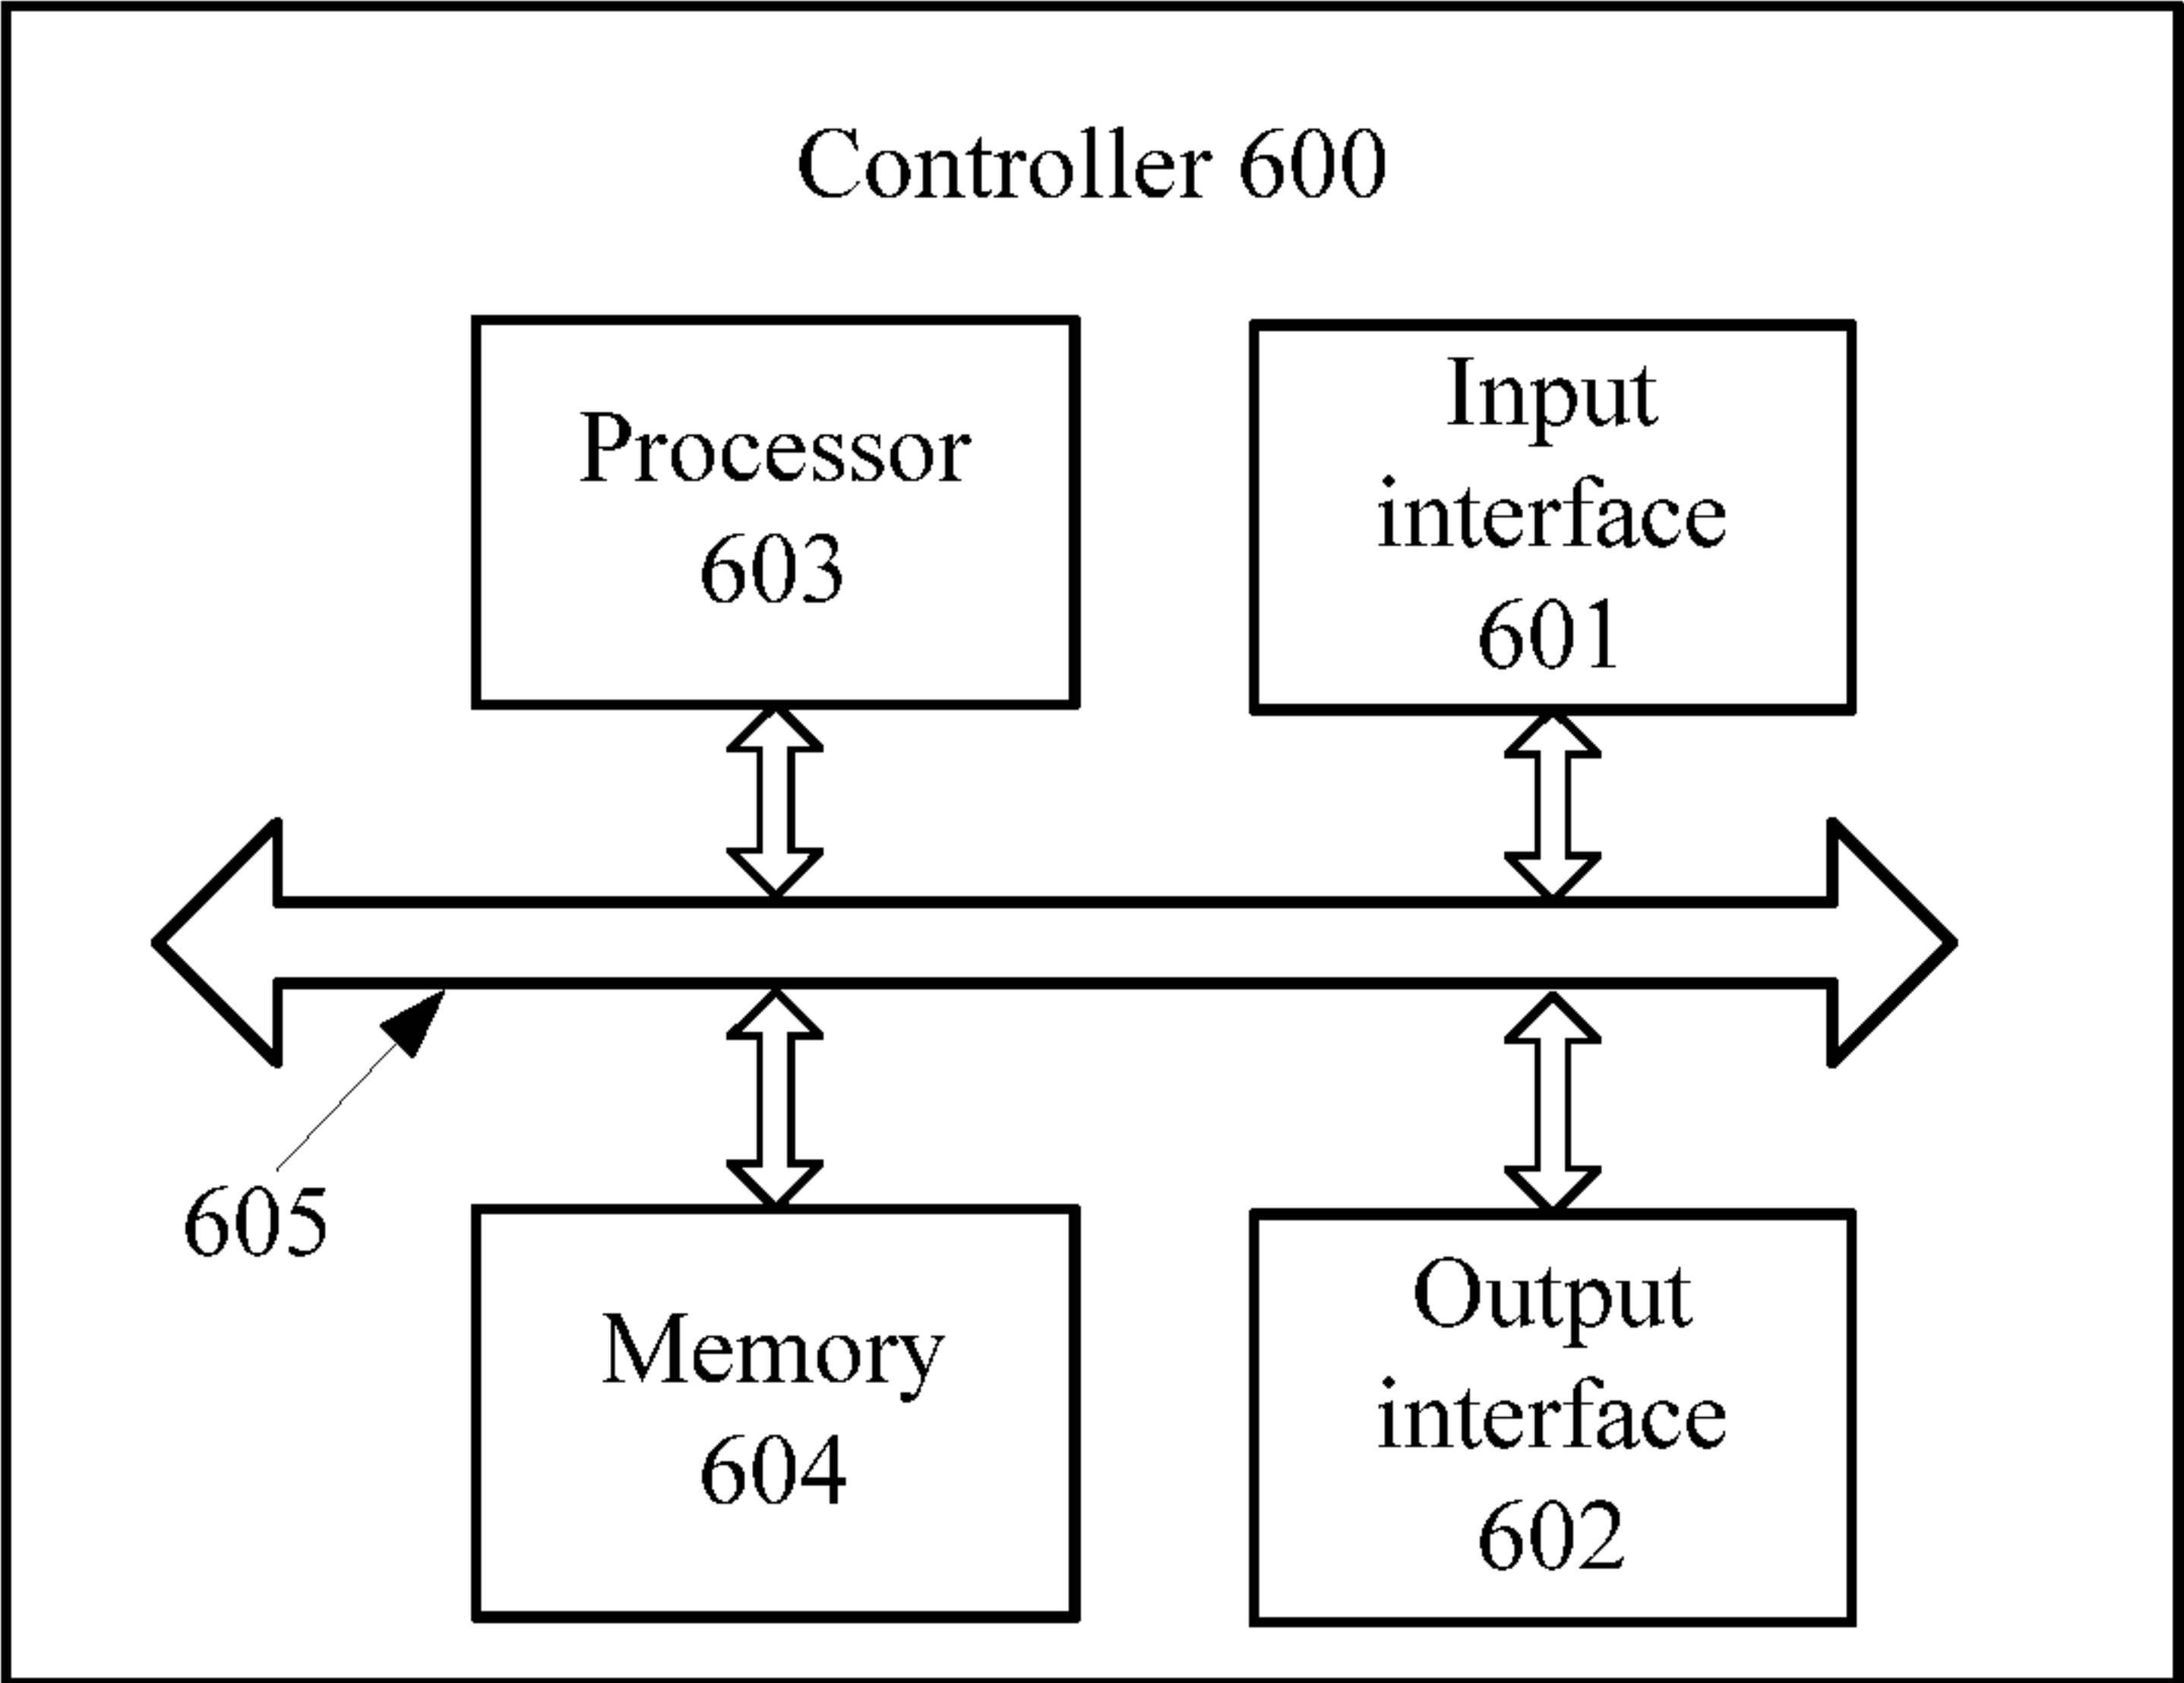 Controller 600
Processor
603
Input
interface
601
605
Memory
604
Output
interface
602